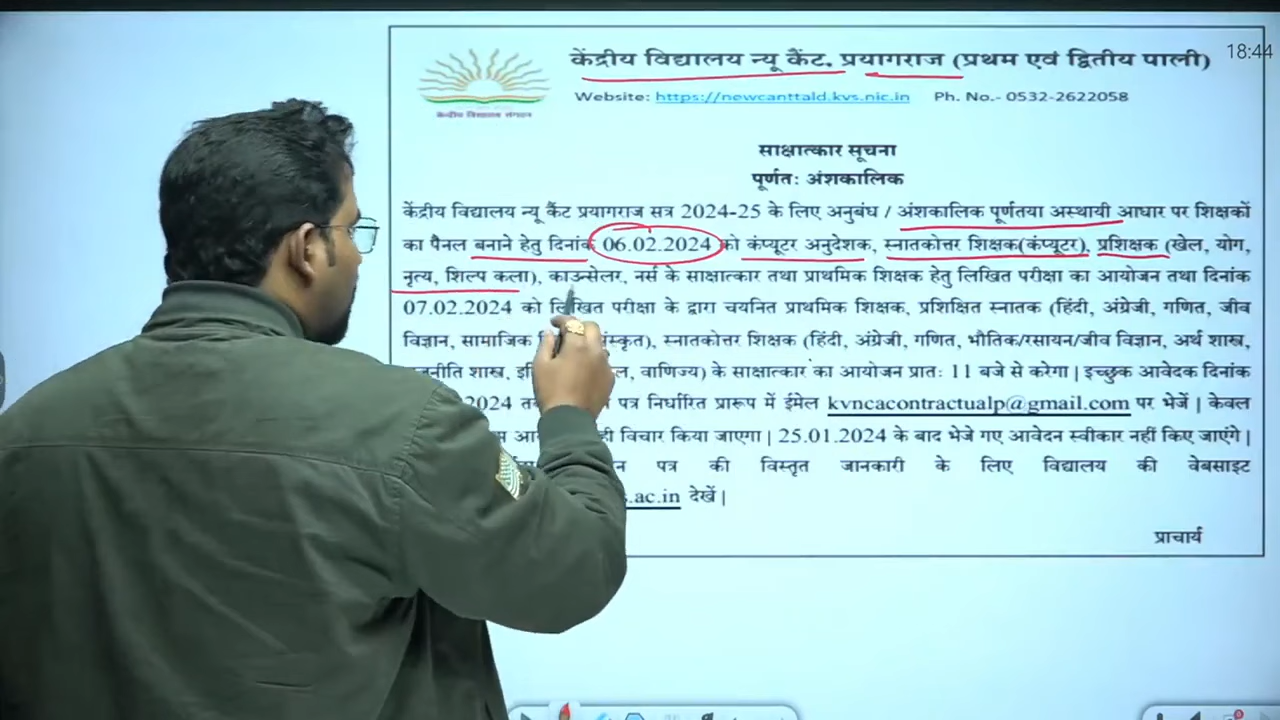 केंद्रीय विद्यालय न्यू कैंट, प्रयागराज (प्रथम एवं द्वितीय पाली)
18:44
Website: https://newcanttald.kvs.nic.in Ph. No.- 0532-2622058
केन्द्रीय विद्यालय संगठन
साक्षात्कार सूचना
पूर्णतः अंशकालिक
केंद्रीय विद्यालय न्यू कैंट प्रयागराज सत्र 2024-25 के लिए अनुबंध / अंशकालिक पूर्णतया अस्थायी आधार पर शिक्षकों
का पैनल बनाने हेतु दिनांक 06.02.2024 को कंप्यूटर अनुदेशक, स्नातकोत्तर शिक्षक(कंप्यूटर), प्रशिक्षक (खेल, योग,
नृत्य, शिल्प कला), काउन्सेलर, नर्स के साक्षात्कार तथा प्राथमिक शिक्षक हेतु लिखित परीक्षा का आयोजन तथा दिनांक
07.02.2024 को लिखित परीक्षा के द्वारा चयनित प्राथमिक शिक्षक, प्रशिक्षित स्नातक (हिंदी, अंग्रेजी, गणित, जीव
विज्ञान, सामाजिक संस्कृत), स्नातकोत्तर शिक्षक (हिंदी, अंग्रेजी, गणित, भौतिक/रसायन/जीव विज्ञान, अर्थ शास्त्र,
शास्त्र, वाणिज्य) के साक्षात्कार का आयोजन प्रातः 11 बजे से करेगा | इच्छुक आवेदक दिनांक
2024 पत्र निर्धारित प्रारूप में ईमेल kvncacontractualp@gmail.com पर भेजें | केवल
विचार किया जाएगा | 25.01.2024 के बाद भेजे गए आवेदन स्वीकार नहीं किए जाएंगे |
पत्र की विस्तृत जानकारी के लिए विद्यालय की वेबसाइट
.ac.in देखें |
प्राचार्य